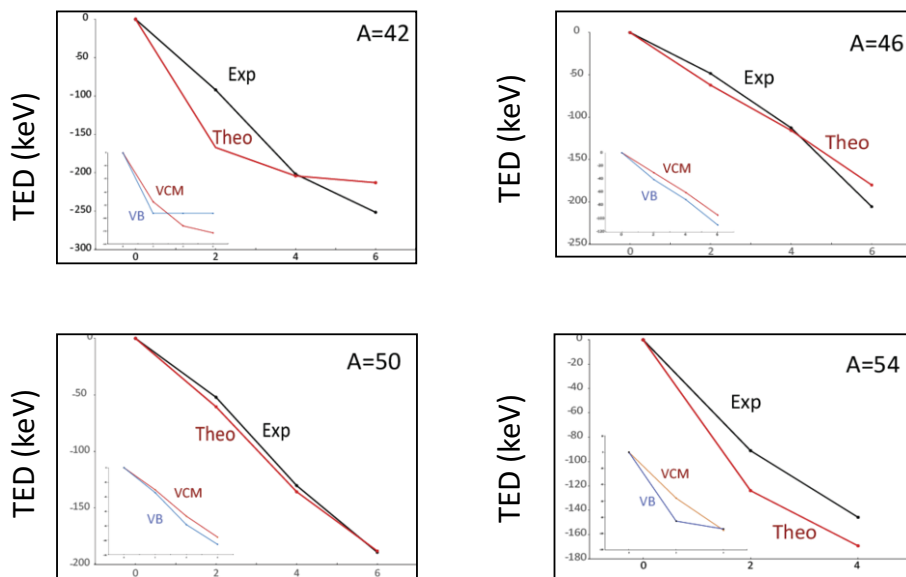 A=42
TED (keV)
0
-50
-100
-150
-200
-250
-300
Exp
Theo
VCM
VB
0 2 4 6
A=46
TED (keV)
0
-50
-100
-150
-200
-250
Exp
Theo
VCM
VB
0 2 4 6
A=50
TED (keV)
0
-50
-100
-150
-200
Exp
Theo
VCM
VB
0 2 4 6
A=54
TED (keV)
0
-20
-40
-60
-80
-100
-120
-140
-160
-180
Exp
Theo
VCM
VB
0 2 4